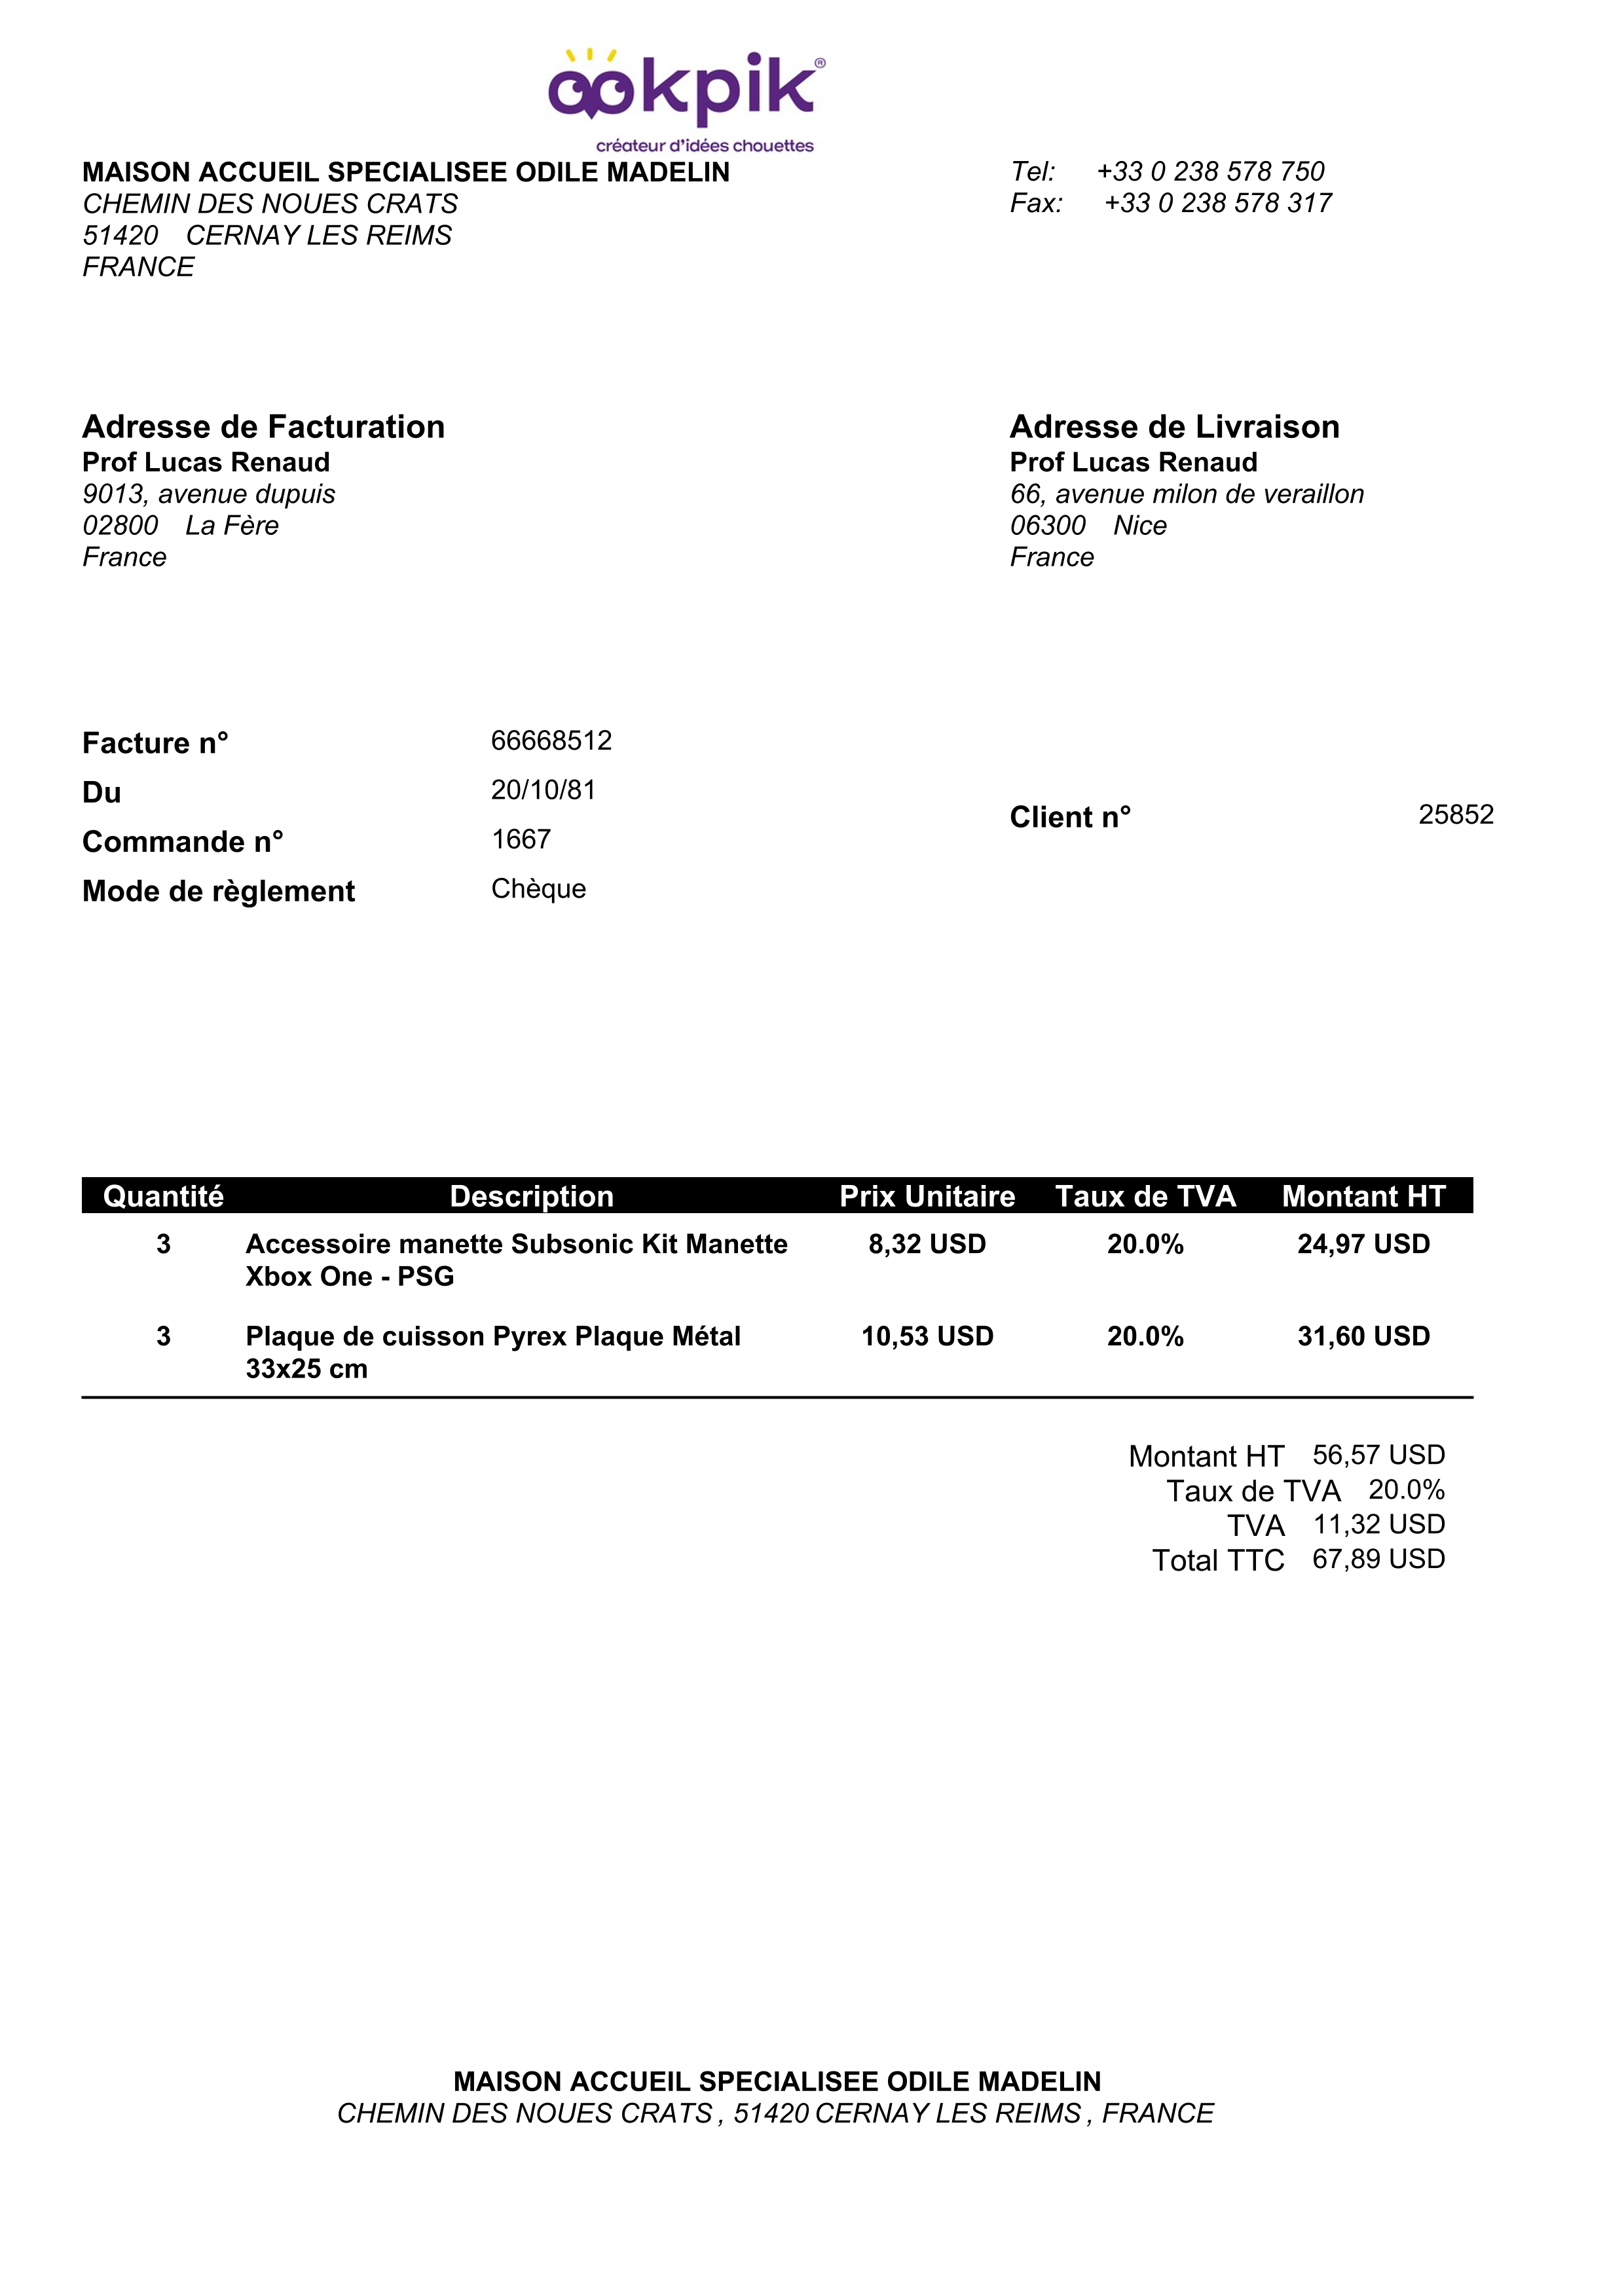 ookpik®
créateur d'idées chouettes
MAISON ACCUEIL SPECIALISEE ODILE MADELIN
CHEMIN DES NOUES CRATS
51420 CERNAY LES REIMS
FRANCE
Tel: +33 0 238 578 750
Fax: +33 0 238 578 317
Adresse de Facturation
Prof Lucas Renaud
9013, avenue dupuis
02800 La Fère
France
Adresse de Livraison
Prof Lucas Renaud
66, avenue milon de veraillon
06300 Nice
France
Facture n° 66668512
Du 20/10/81
Commande n° 1667
Mode de règlement Chèque
Client n° 25852
Quantité Description Prix Unitaire Taux de TVA Montant HT
3 Accessoire manette Subsonic Kit Manette 8,32 USD 20.0% 24,97 USD
Xbox One - PSG
3 Plaque de cuisson Pyrex Plaque Métal 10,53 USD 20.0% 31,60 USD
33x25 cm
Montant HT 56,57 USD
Taux de TVA 20.0%
TVA 11,32 USD
Total TTC 67,89 USD
MAISON ACCUEIL SPECIALISEE ODILE MADELIN
CHEMIN DES NOUES CRATS , 51420 CERNAY LES REIMS , FRANCE